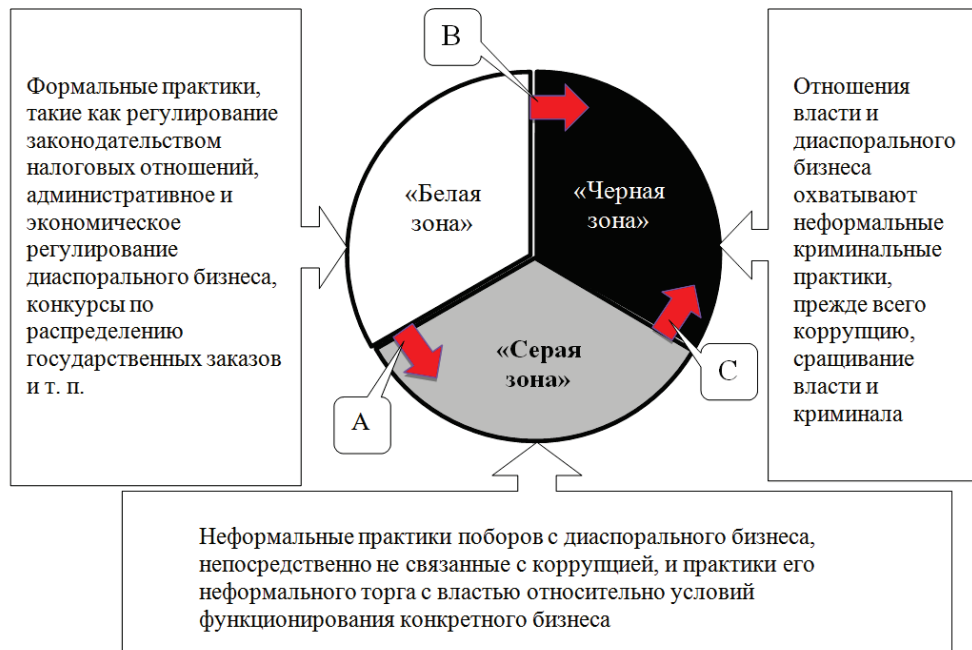 Формальные практики,
такие как регулирование
законодательством
налоговых отношений,
административное и
экономическое
регулирование
диаспорального бизнеса,
конкурсы по
распределению
государственных заказов
и т. п.
B
«Белая
зона»
«Черная
зона»
«Серая
зона»
A
C
Отношения
власти и
диаспорального
бизнеса
охватывают
неформальные
криминальные
практики,
прежде всего
коррупцию,
сращивание
власти и
криминала
Неформальные практики поборов с диаспорального бизнеса,
непосредственно не связанные с коррупцией, и практики его
неформального торга с властью относительно условий
функционирования конкретного бизнеса